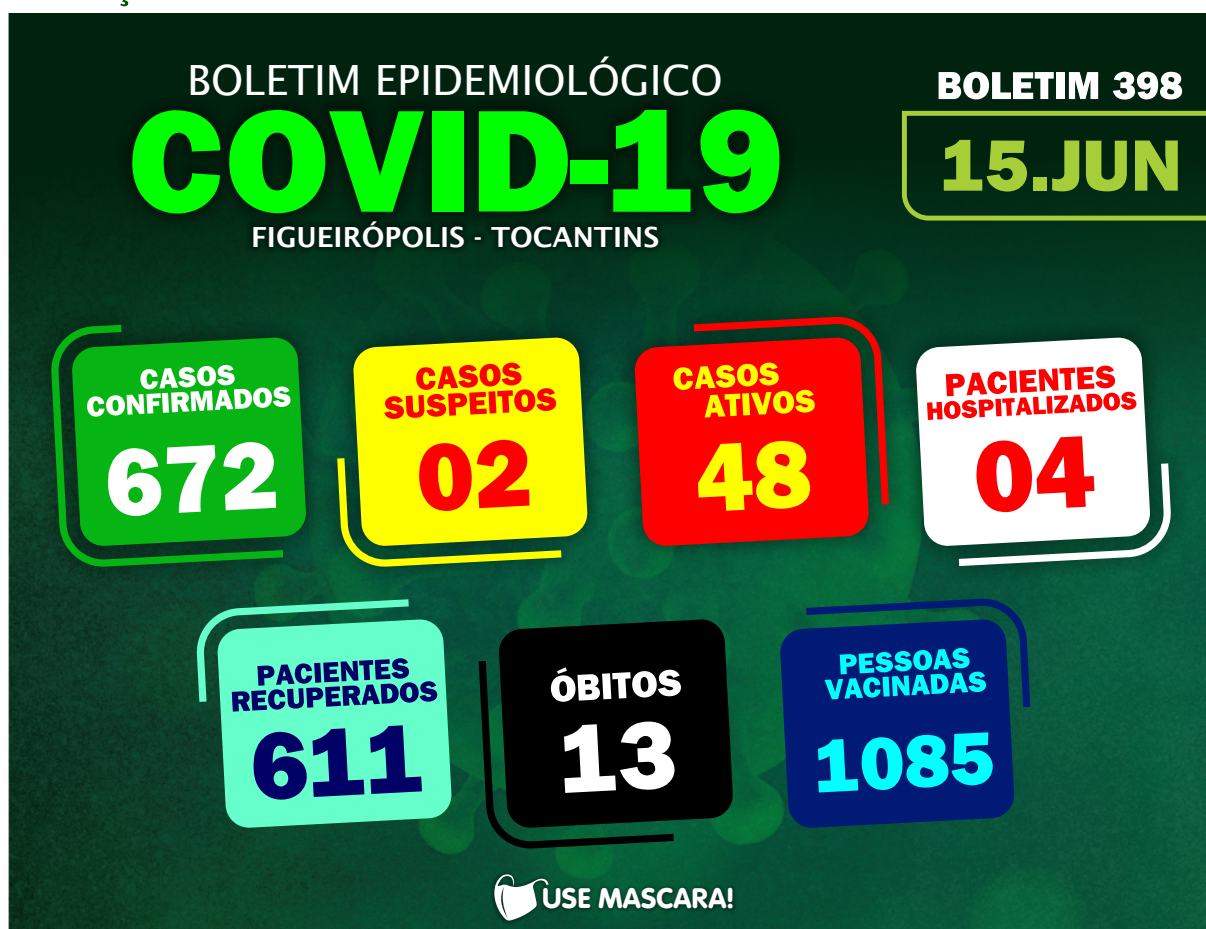 BOLETIM EPIDEMIOLÓGICO
COVID-19
FIGUEIRÓPOLIS - TOCANTINS
BOLETIM 398
15.JUN
CASOS
CONFIRMADOS
672
CASOS
SUSPEITOS
02
CASOS
ATIVOS
48
PACIENTES
HOSPITALIZADOS
04
PACIENTES
RECUPERADOS
611
ÓBITOS
13
PESSOAS
VACINADAS
1085
USE MASCARA!